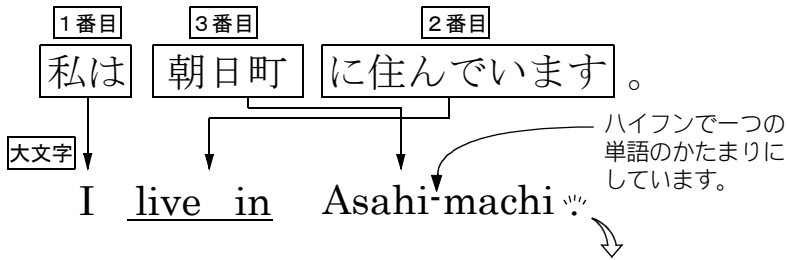 1番目 3番目 2番目
私は 朝日町 に住んでいます 。
ハイフンで一つの
単語のかたまりに
しています。
大文字
I live in Asahi-machi .